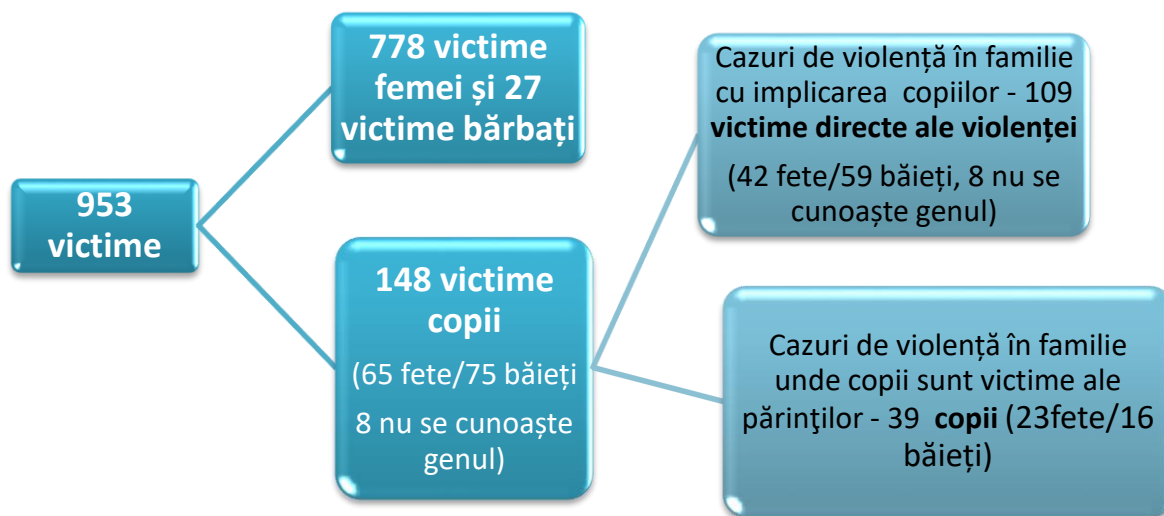 953
victime
778 victime
femei și 27
victime bărbați
148 victime
copii
(65 fete/75 băieți
8 nu se cunoaște
genul)
Cazuri de violență în familie
cu implicarea copiilor - 109
victime directe ale violenței
(42 fete/59 băieți, 8 nu se
cunoaște genul)
Cazuri de violență în familie
unde copii sunt victime ale
părinţilor - 39 copii (23fete/16
băieți)